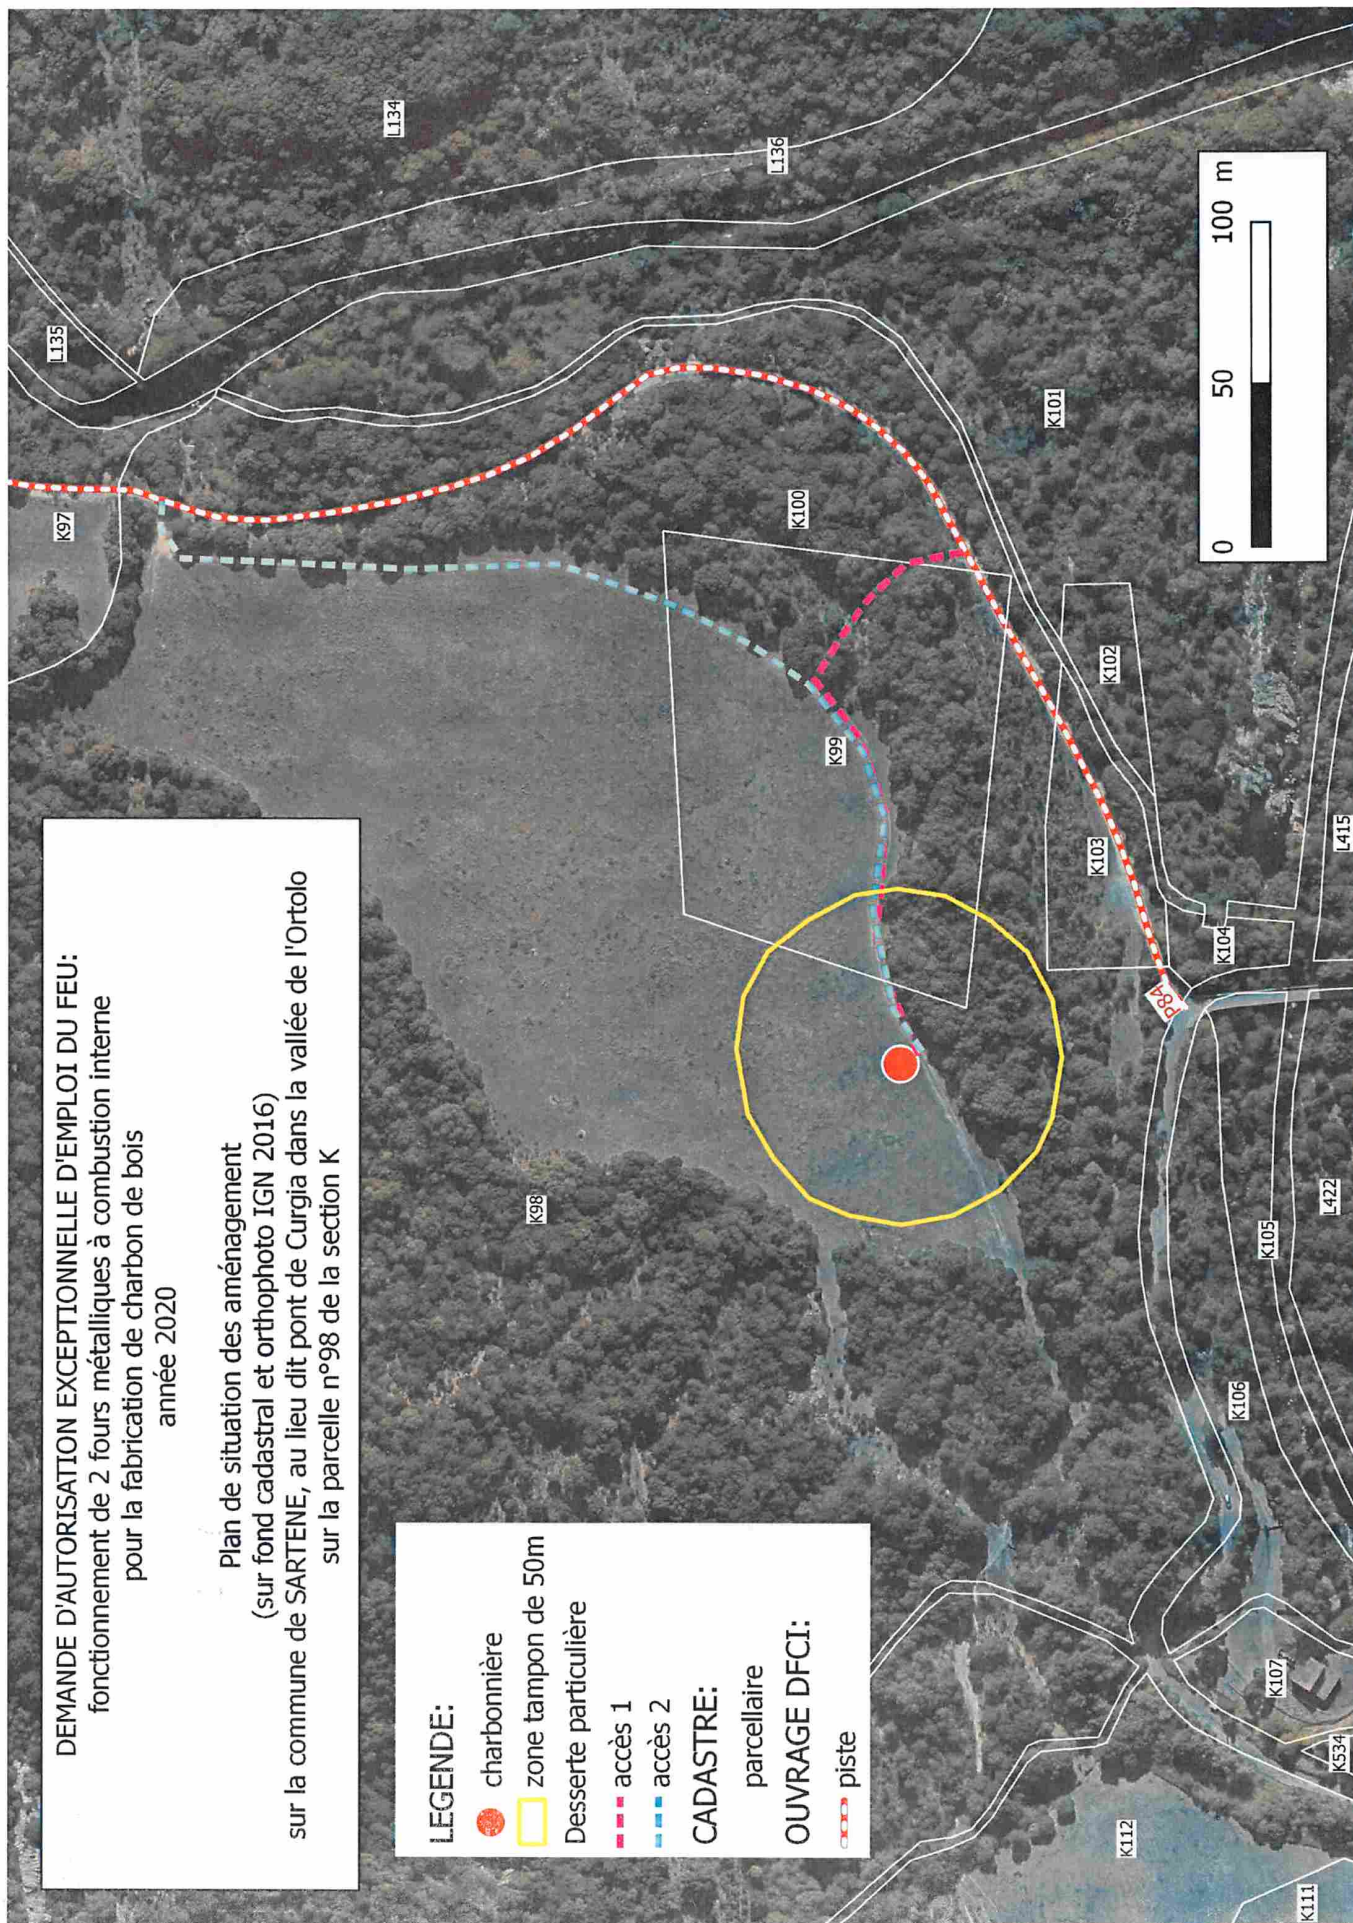 DEMANDE D'AUTORISATION EXCEPTIONNELLE D'EMPLOI DU FEU:
fonctionnement de 2 fours métalliques à combustion interne
pour la fabrication de charbon de bois
année 2020
Plan de situation des aménagement
(sur fond cadastral et orthophoto IGN 2016)
sur la commune de SARTENE, au lieu dit pont de Curgia dans la vallée de l'Ortolo
sur la parcelle n°98 de la section K
LEGENDE:
charbonnière
zone tampon de 50m
Desserte particulière
accès 1
accès 2
CADASTRE:
parcellaire
OUVRAGE DFCI:
piste
K97
L135
L134
L136
K98
K99
K100
K101
K102
K103
K104
P84
K105
K106
K107
K534
K112
K111
L422
L415
0
50
100 m